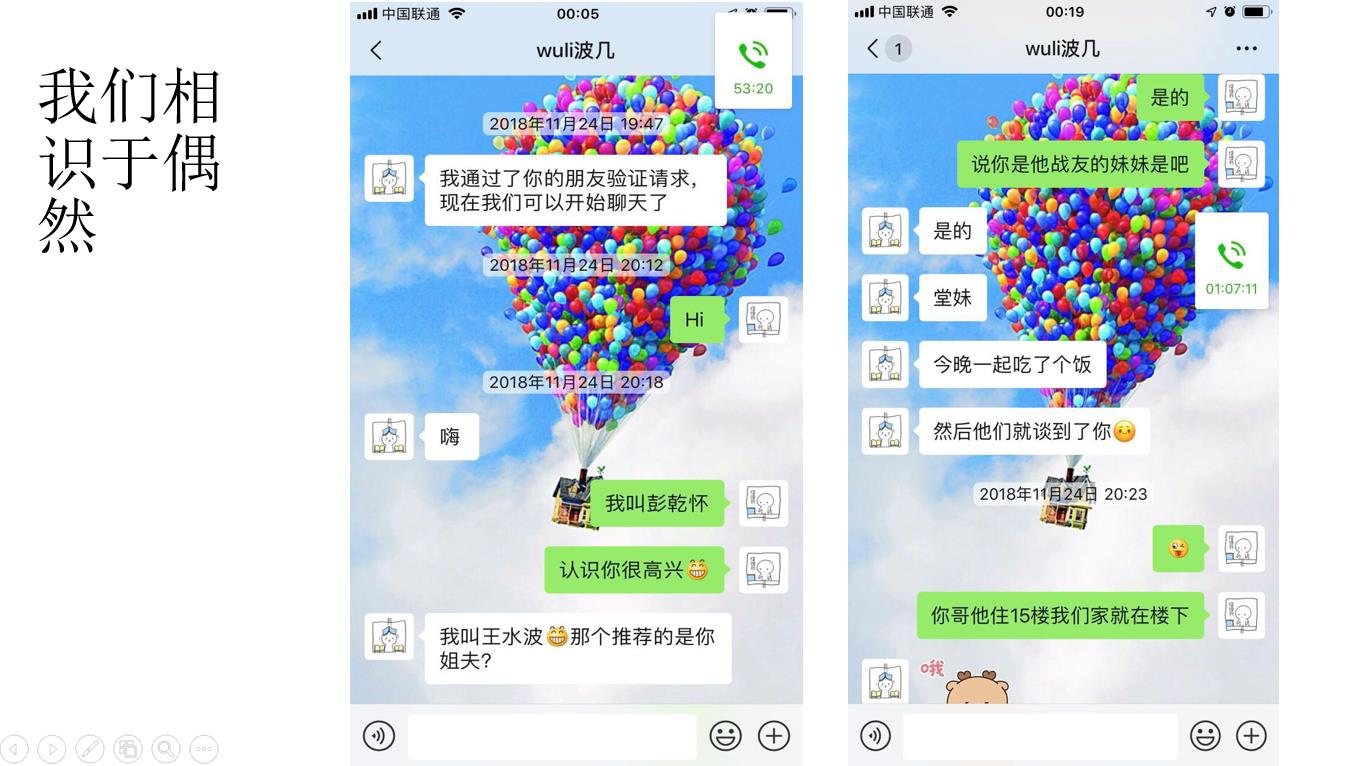 我们相
识于偶
然
中国联通
00:05
wuli波几
53:20
2018年11月24日 19:47
我通过了你的朋友验证请求，
现在我们可以开始聊天了
2018年11月24日 20:12
Hi
2018年11月24日 20:18
嗨
我叫彭乾怀
认识你很高兴😁
我叫王水波😁那个推荐的是你
姐夫?
中国联通
00:19
1
wuli波几
是的
说你是他战友的妹妹是吧
是的
01:07:11
堂妹
今晚一起吃了个饭
然后他们就谈到了你☺️
2018年11月24日 20:23
😜
你哥他住15楼我们家就在楼下
哦